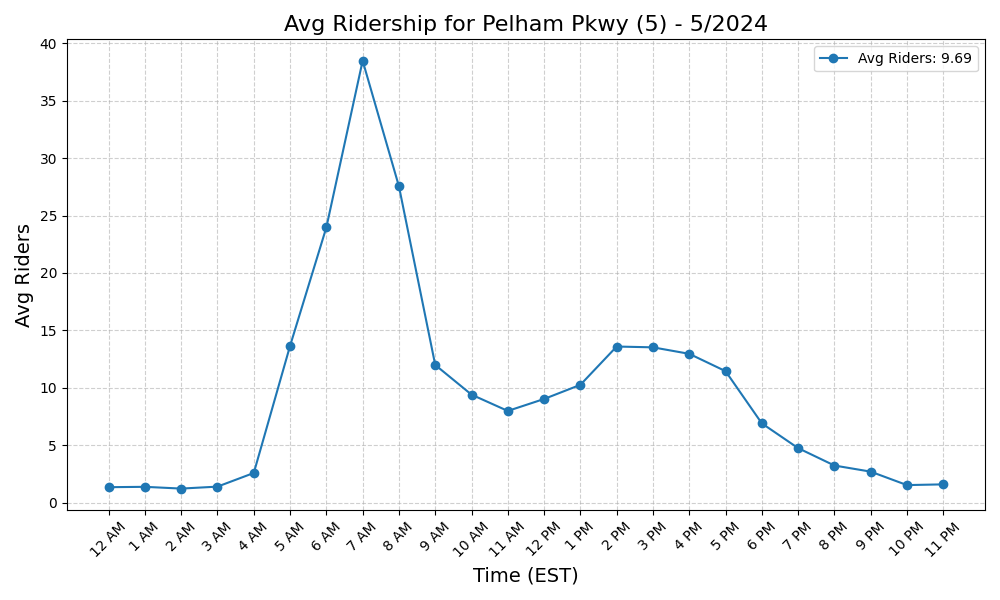 Avg Ridership for Pelham Pkwy (5) - 5/2024
Avg Riders: 9.69
Avg Riders
40
35
30
25
20
15
10
5
0
12 AM
1 AM
2 AM
3 AM
4 AM
5 AM
6 AM
7 AM
8 AM
9 AM
10 AM
11 AM
12 PM
1 PM
2 PM
3 PM
4 PM
5 PM
6 PM
7 PM
8 PM
9 PM
10 PM
11 PM
Time (EST)